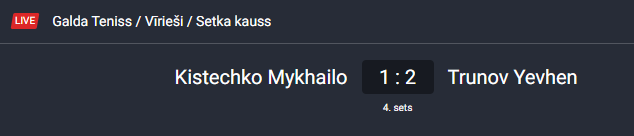 LIVE Galda Teniss / Vīrieši / Setka kauss
Kistechko Mykhailo 1 : 2 Trunov Yevhen
4. sets